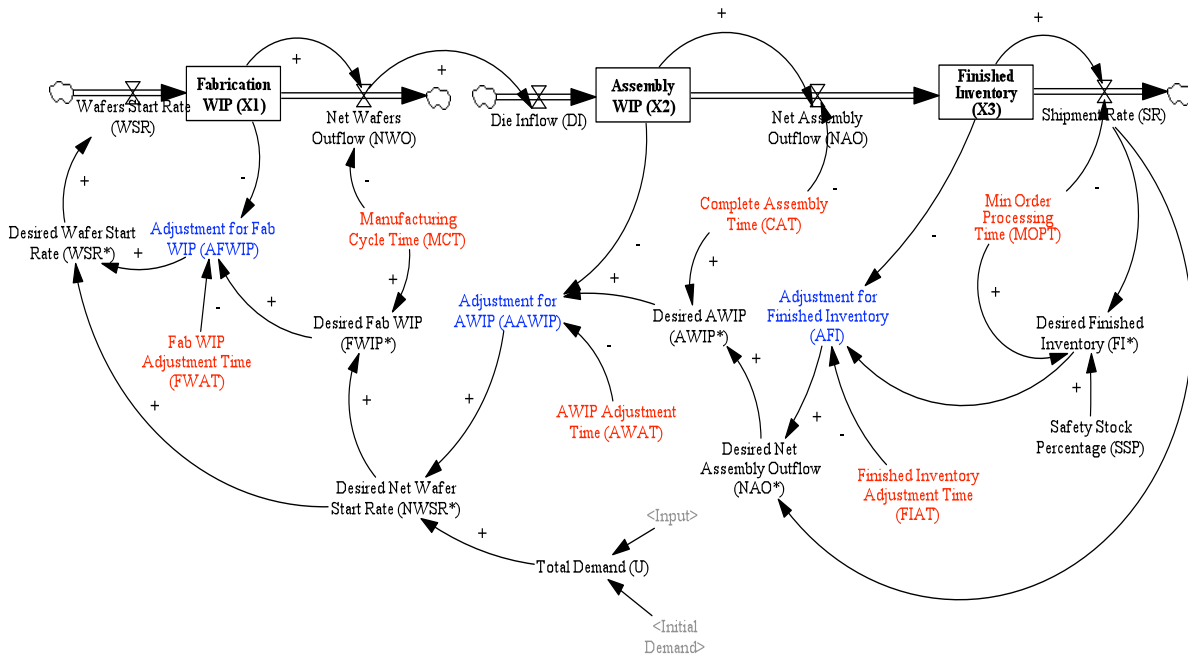 +
+
+
+
+
Fabrication
WIP (X1)
Assembly
WIP (X2)
Finished
Inventory
(X3)
Wafers Start Rate
(WSR)
Net Wafers
Outflow (NWO)
Die Inflow (DI)
Net Assembly
Outflow (NAO)
Shipment Rate (SR)
+
-
-
-
-
Manufacturing
Cycle Time (MCT)
Complete Assembly
Time (CAT)
Min Order
Processing
Time (MOPT)
Desired Wafer Start
Rate (WSR*)
Adjustment for Fab
WIP (AFWIP)
+
-
+
-
+
+
+
-
+
Adjustment for
AWIP (AAWIP)
Desired AWIP
(AWIP*)
Adjustment for
Finished Inventory
(AFI)
Desired Fab WIP
(FWIP*)
Desired Finished
Inventory (FI*)
Fab WIP
Adjustment Time
(FWAT)
-
+
+
+
+
+
+
-
AWIP Adjustment
Time (AWAT)
Safety Stock
Percentage (SSP)
Desired Net
Assembly Outflow
(NAO*)
Finished Inventory
Adjustment Time
(FIAT)
Desired Net Wafer
Start Rate (NWSR*)
<Input>
+
Total Demand (U)
<Initial
Demand>